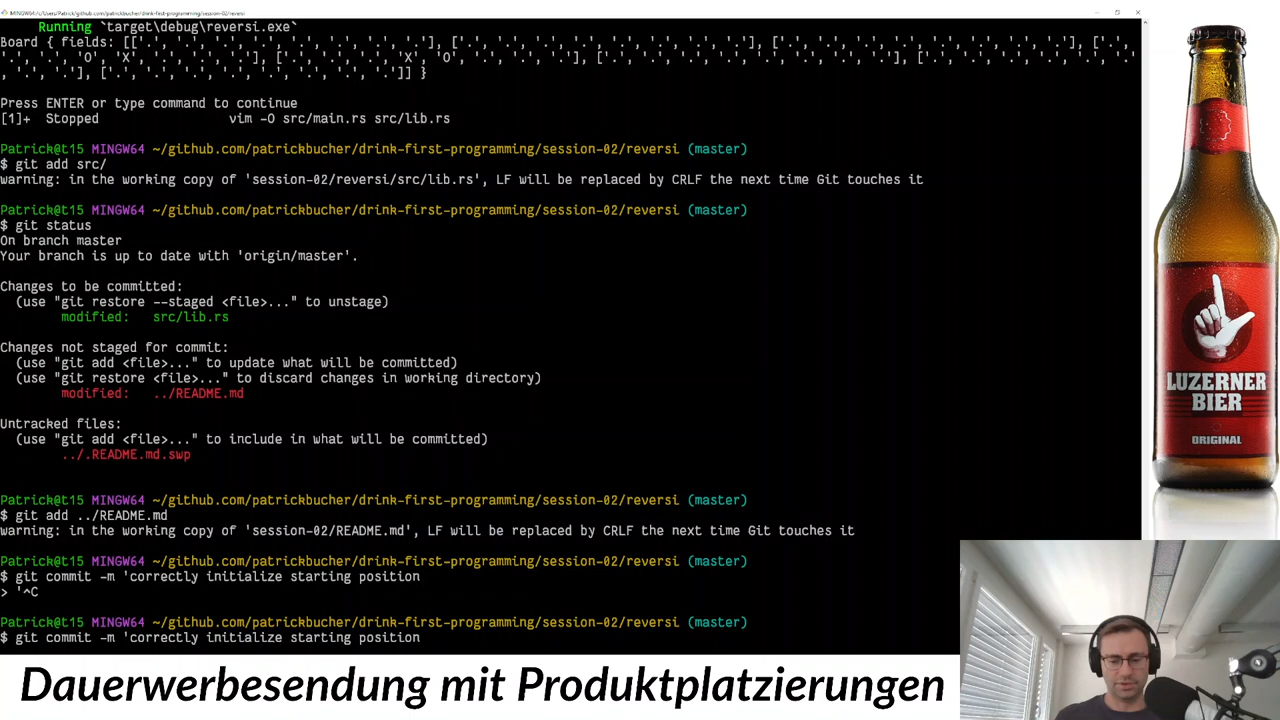 MINGW64:/c/Users/Patrick/github.com/patrickbucher/drink-first-programming/session-02/reversi
Running `target\debug\reversi.exe`
Press ENTER or type command to continue
[1]+  Stopped                 vim -O src/main.rs src/lib.rs
Patrick@t15 MINGW64 ~/github.com/patrickbucher/drink-first-programming/session-02/reversi (master)
$ git add src/
warning: in the working copy of 'session-02/reversi/src/lib.rs', LF will be replaced by CRLF the next time Git touches it
Patrick@t15 MINGW64 ~/github.com/patrickbucher/drink-first-programming/session-02/reversi (master)
$ git status
On branch master
Your branch is up to date with 'origin/master'.
Changes to be committed:
(use "git restore --staged <file>..." to unstage)
modified:   src/lib.rs
Changes not staged for commit:
(use "git add <file>..." to update what will be committed)
(use "git restore <file>..." to discard changes in working directory)
modified:   ../README.md
Untracked files:
(use "git add <file>..." to include in what will be committed)
../.README.md.swp
Patrick@t15 MINGW64 ~/github.com/patrickbucher/drink-first-programming/session-02/reversi (master)
$ git add ../README.md
warning: in the working copy of 'session-02/README.md', LF will be replaced by CRLF the next time Git touches it
Patrick@t15 MINGW64 ~/github.com/patrickbucher/drink-first-programming/session-02/reversi (master)
$ git commit -m 'correctly initialize starting position
> '^C
Patrick@t15 MINGW64 ~/github.com/patrickbucher/drink-first-programming/session-02/reversi (master)
$ git commit -m 'correctly initialize starting position
LUZERNER
BIER
ORIGINAL
Dauerwerbesendung mit Produktplatzierungen